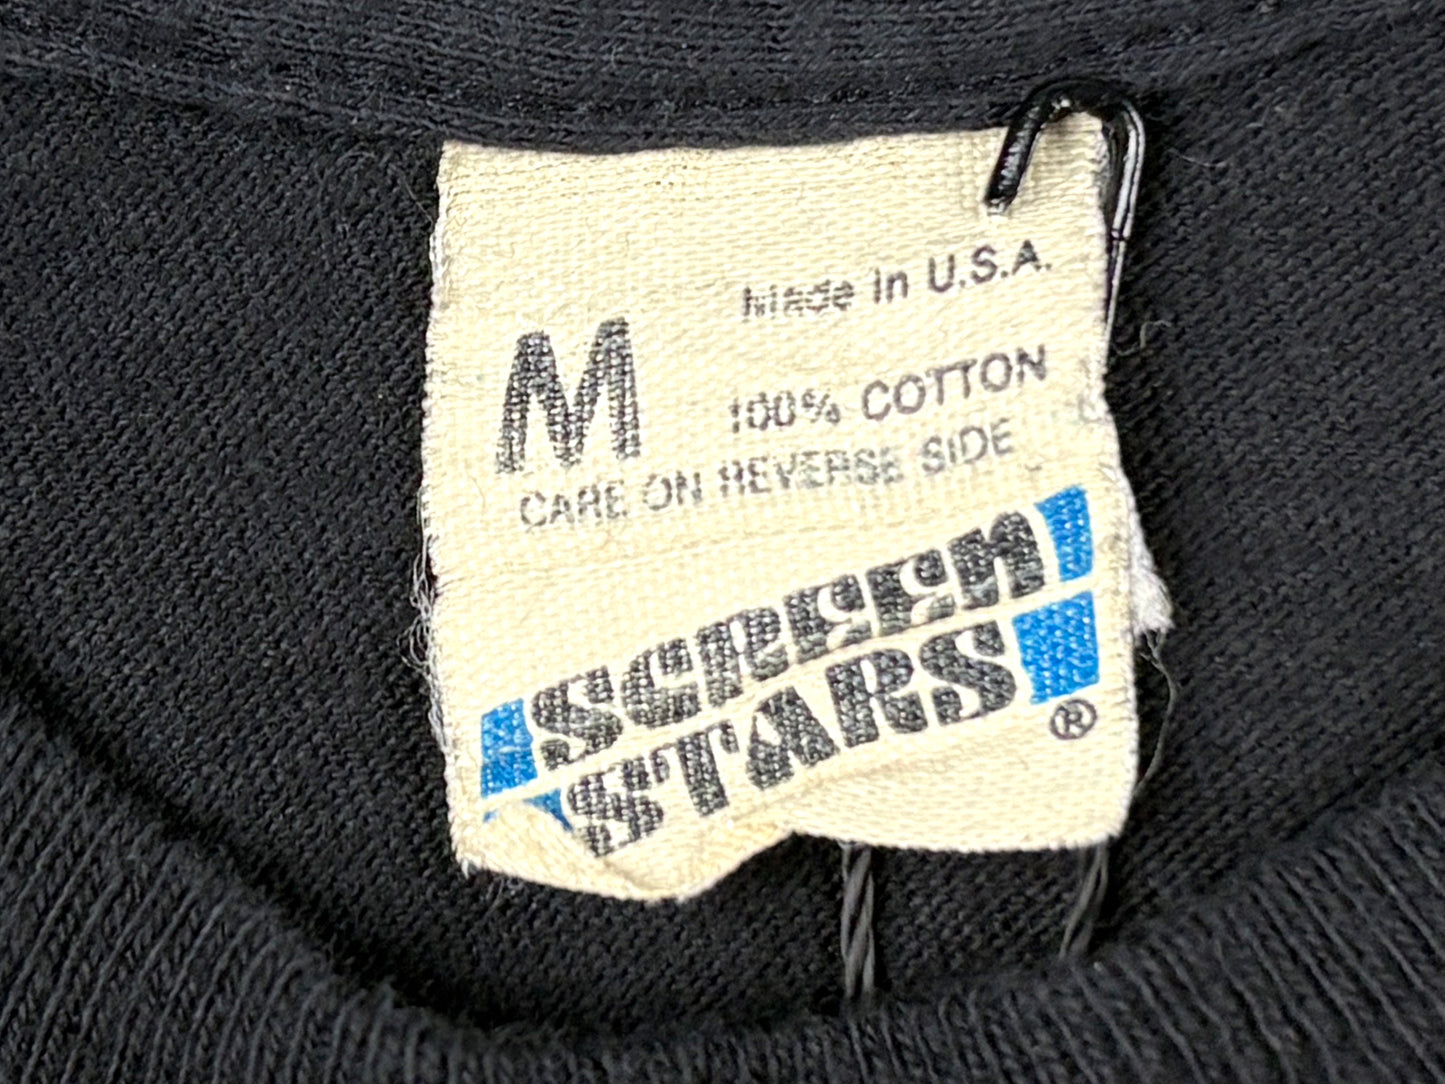 Made in U.S.A.
M
100% COTTON
CARE ON REVERSE SIDE
SCREEN
STARS®